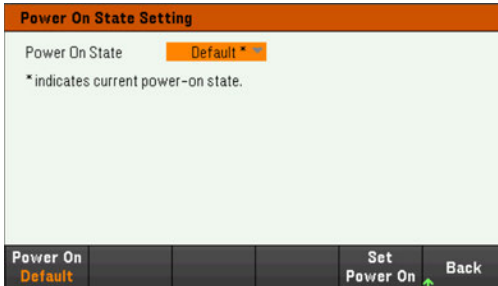 Power On State Setting
Power On State Default *
* indicates current power-on state.
Power On
Default
Set
Power On
Back